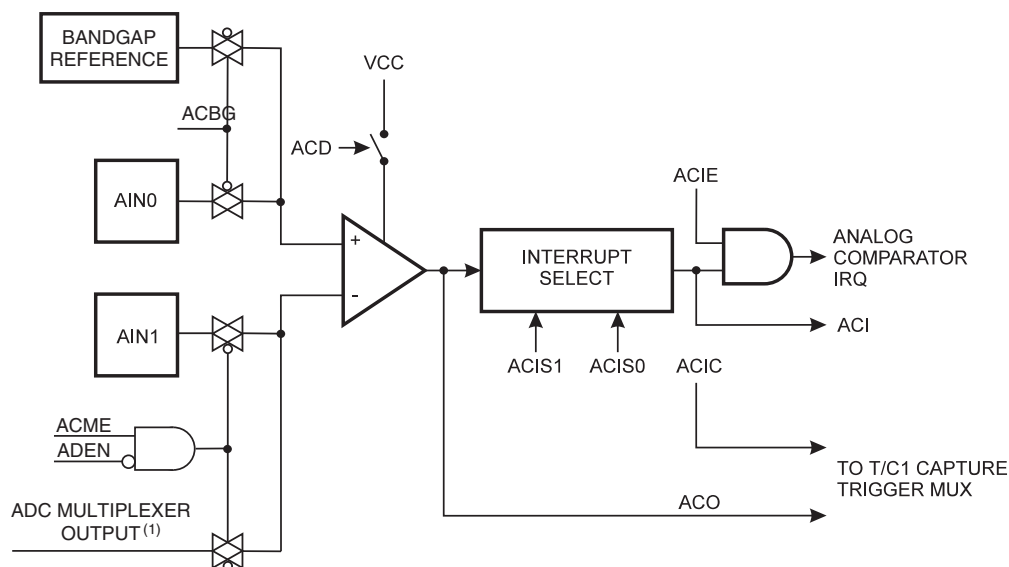 BANDGAP
REFERENCE
VCC
ACBG
ACD
AIN0
ACIE
+
-
INTERRUPT
SELECT
ANALOG
COMPARATOR
IRQ
AIN1
ACI
ACIS1
ACIS0
ACIC
ACME
ADEN
TO T/C1 CAPTURE
TRIGGER MUX
ACO
ADC MULTIPLEXER
OUTPUT(1)